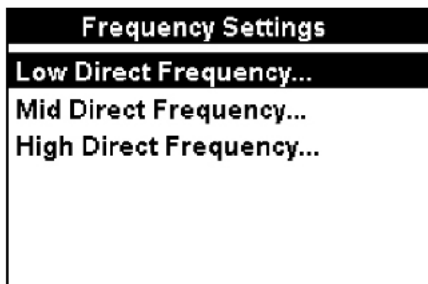 Frequency Settings
Low Direct Frequency...
Mid Direct Frequency...
High Direct Frequency...